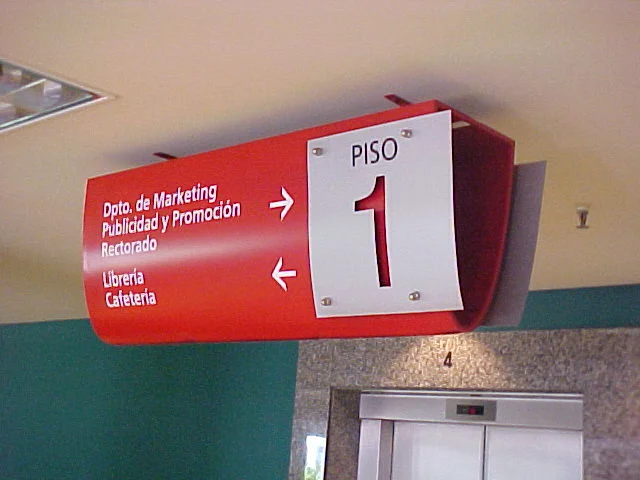 Dpto. de Marketing
Publicidad y Promoción
Rectorado
Librería
Cafetería
PISO
1
4